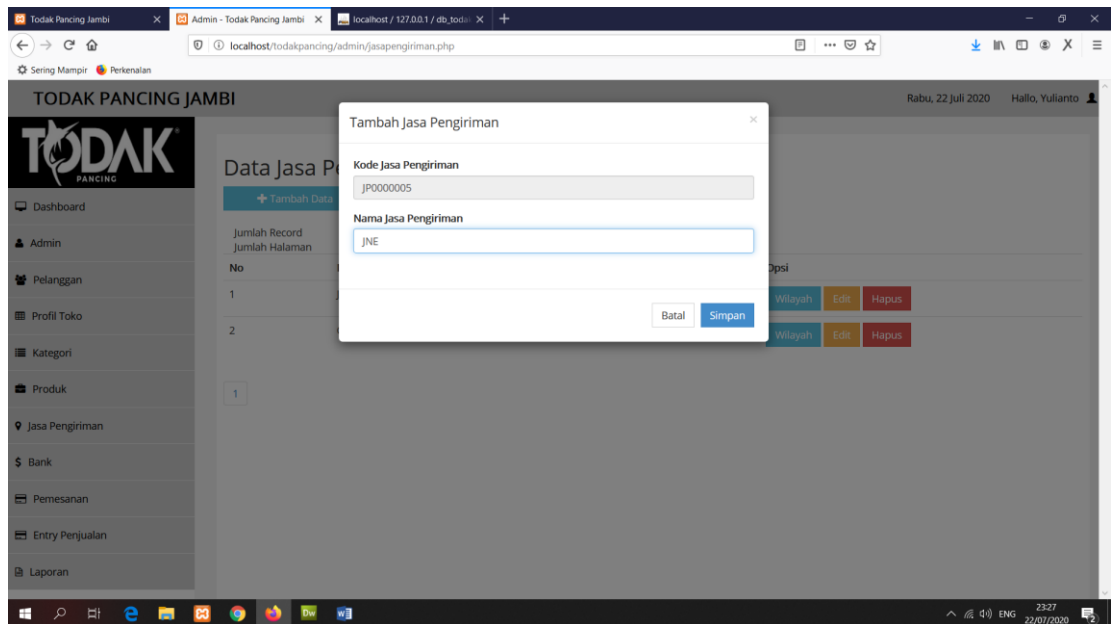 Todak Pancing Jambi
Admin - Todak Pancing Jambi
localhost / 127.0.0.1 / db_todak
localhost/todakpancing/admin/jasapengiriman.php
Sering Mampir Perkenalan
TODAK PANCING JAMBI
Rabu, 22 Juli 2020 Hallo, Yulianto
TODAK
PANCING
Dashboard
Admin
Pelanggan
Profil Toko
Kategori
Produk
Jasa Pengiriman
$ Bank
Pemesanan
Entry Penjualan
Laporan
Data Jasa
Tambah Data
Jumlah Record
Jumlah Halaman
No Opsi
1 Wilayah Edit Hapus
2 Wilayah Edit Hapus
1
Tambah Jasa Pengiriman ×
Kode Jasa Pengiriman
JP0000005
Nama Jasa Pengiriman
JNE
Batal Simpan
Dw
ENG
23:27
22/07/2020
2